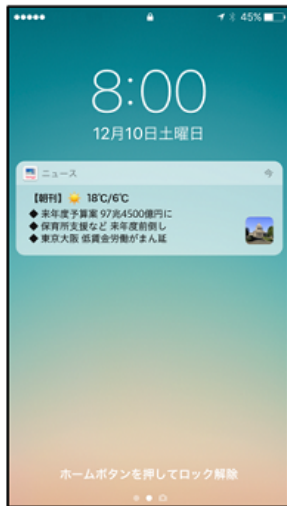 45%
8:00
12月10日土曜日
ニュース
【朝刊】 18℃/6℃
◆ 来年度予算案 97兆4500億円に
◆ 保育所支援など 来年度前倒し
◆ 東京大阪 低賃金労働がまん延
ホームボタンを押してロック解除